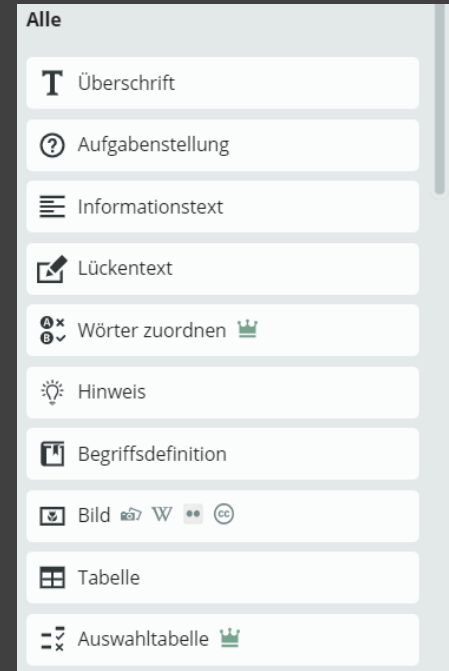 Alle
Überschrift
Aufgabenstellung
Informationstext
Lückentext
Wörter zuordnen
Hinweis
Begriffsdefinition
Bild
Tabelle
Auswahltabelle